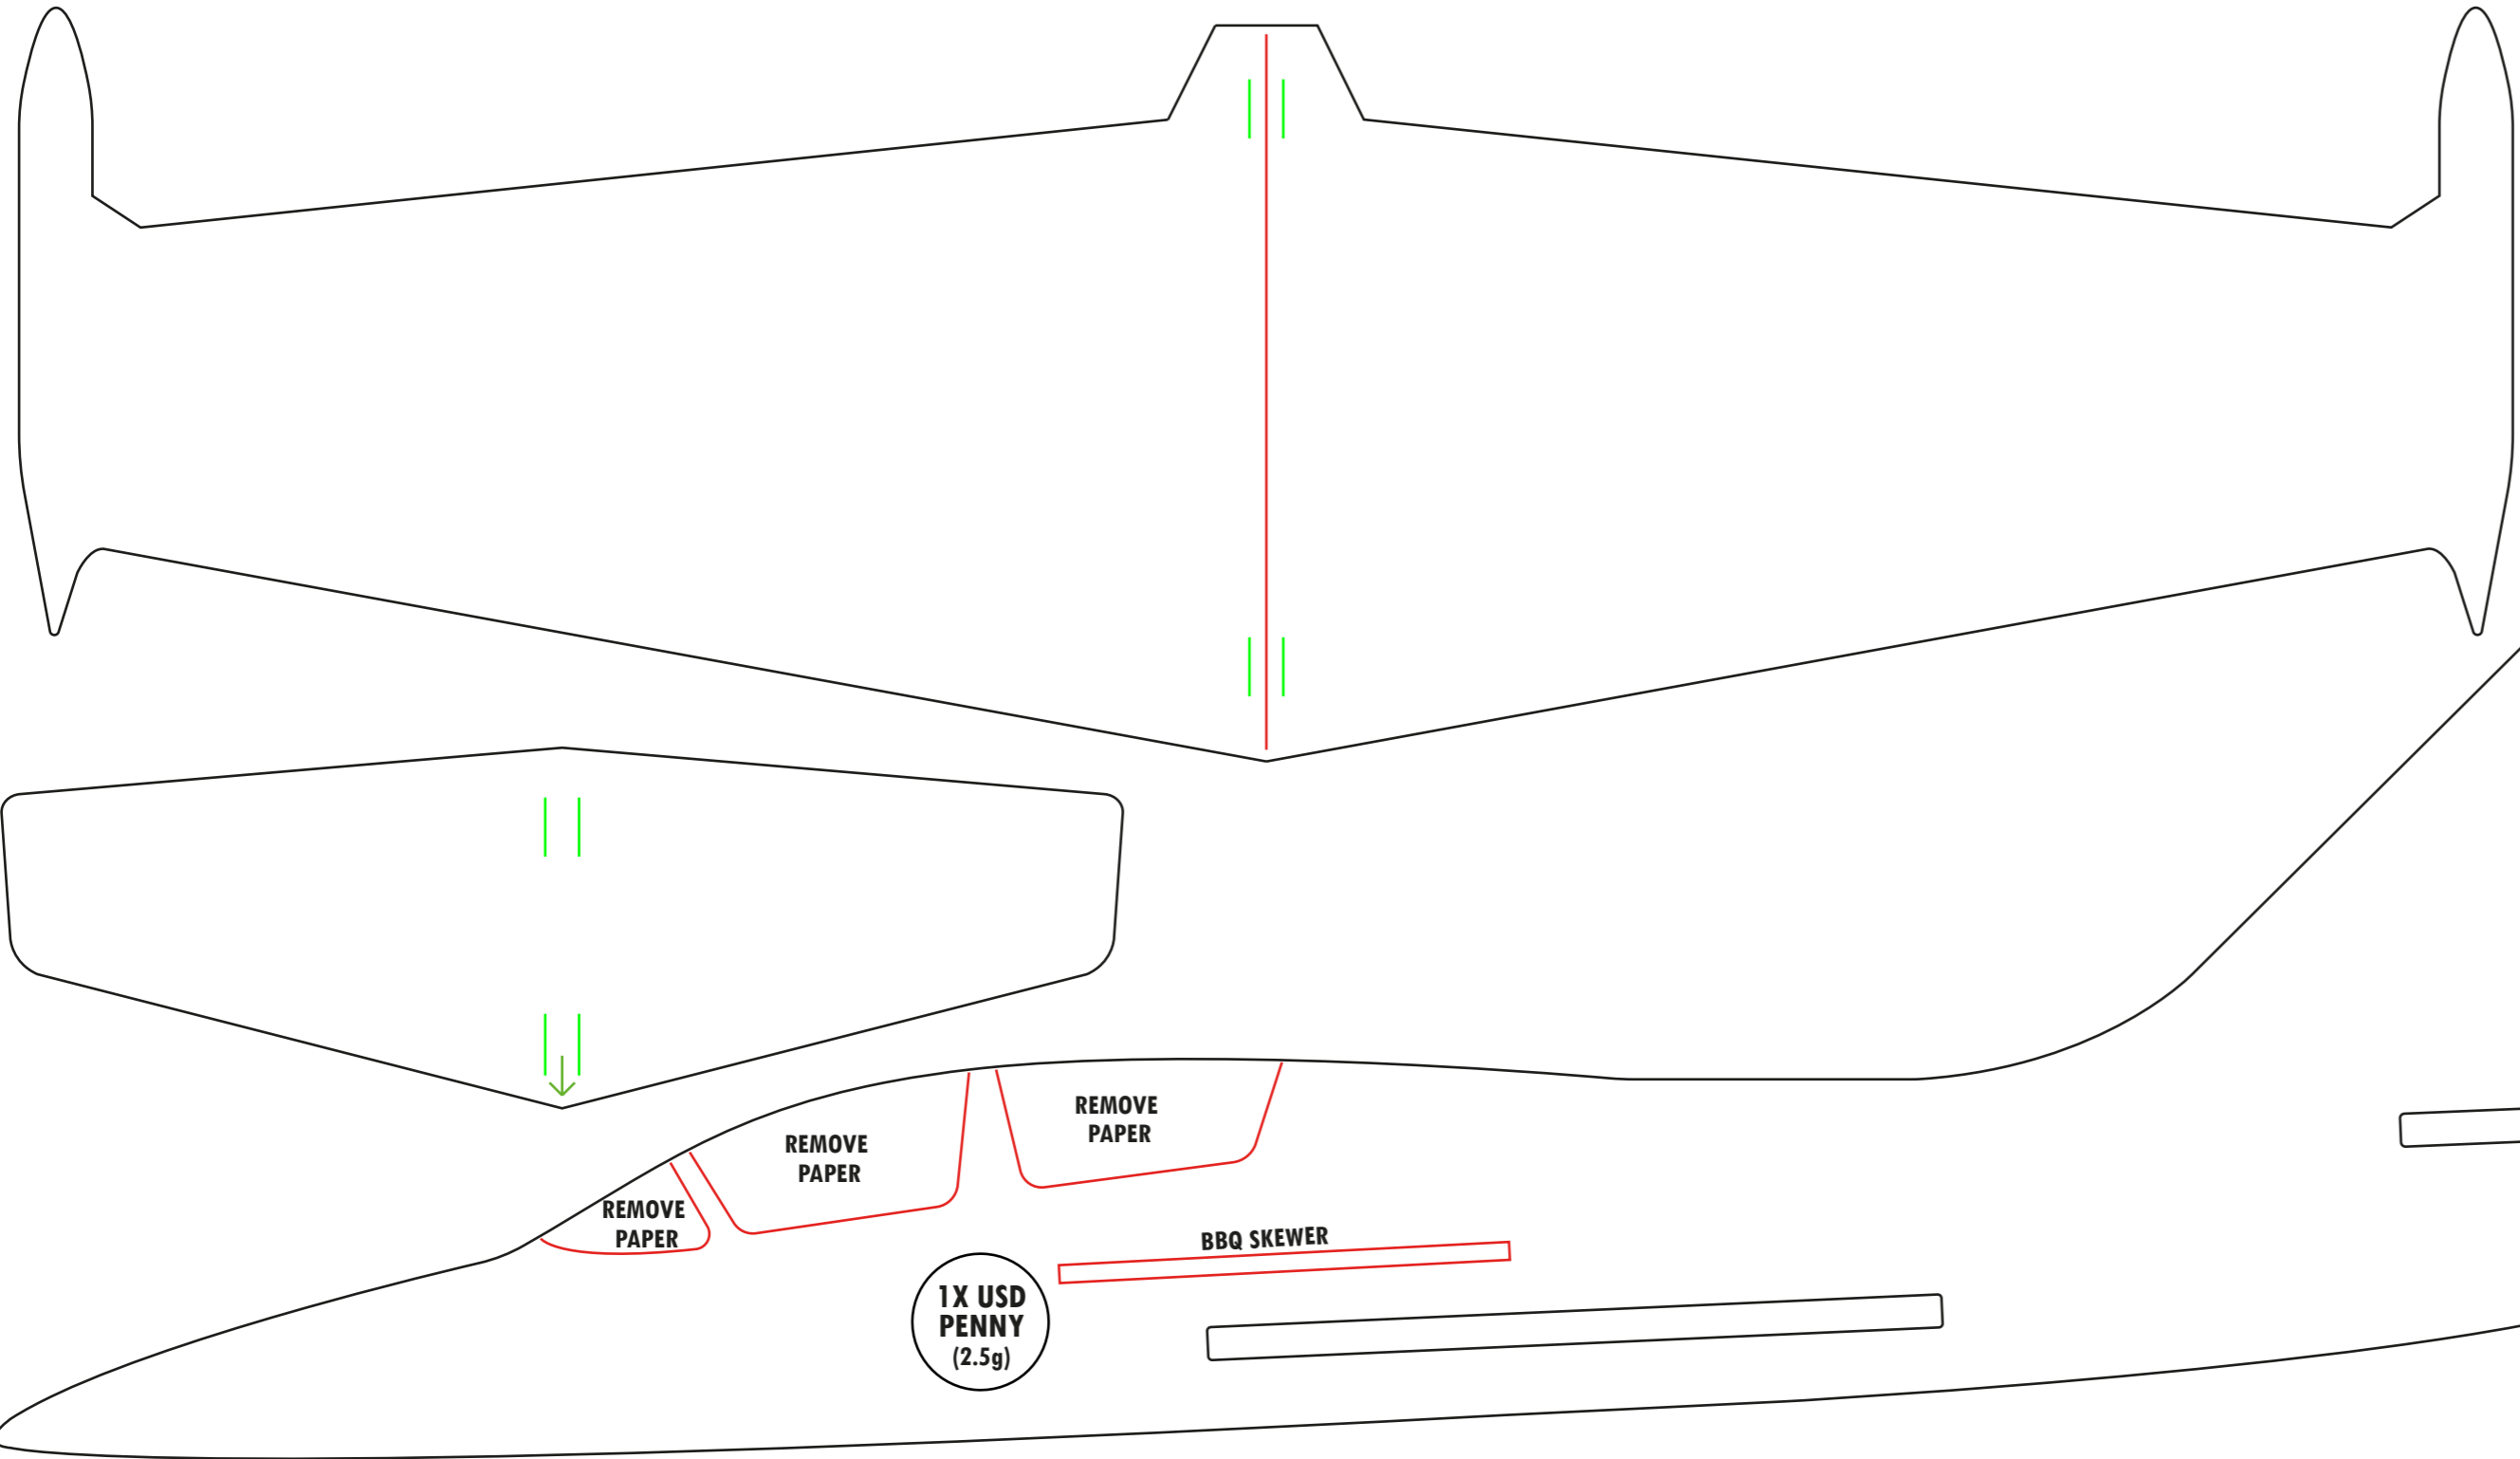 REMOVE
PAPER
REMOVE
PAPER
REMOVE
PAPER
BBQ SKEWER
1X USD
PENNY
(2.5g)